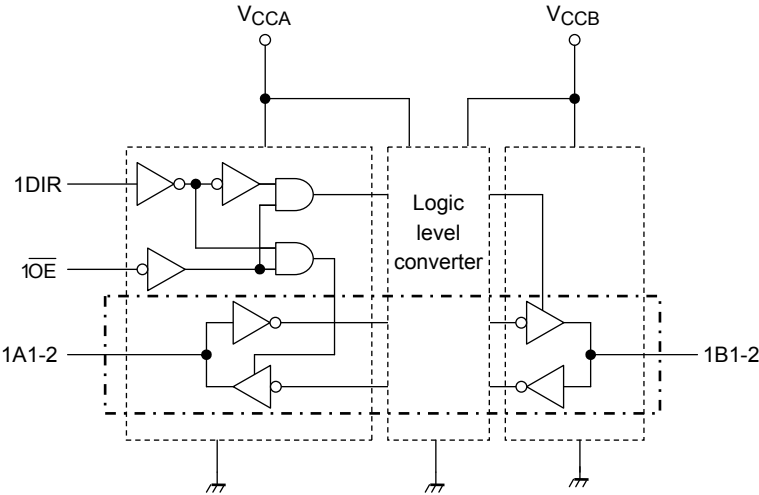 VCCA
VCCB
1DIR
Logic
level
converter
1OE
1A1-2
1B1-2